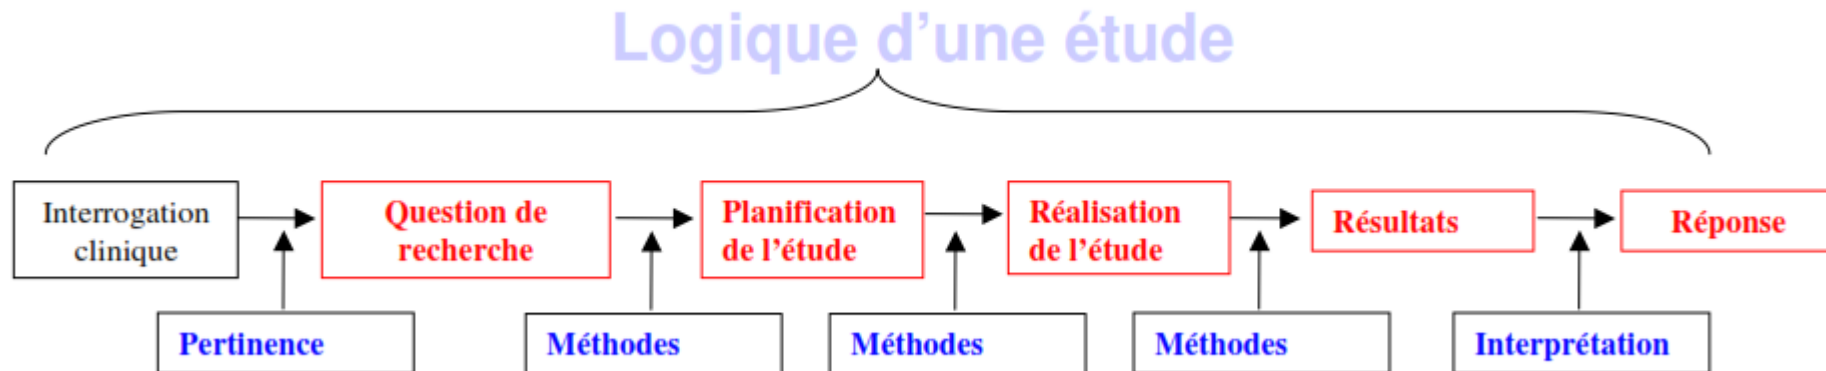 Logique d’une étude
Interrogation
clinique
Question de
recherche
Planification
de l’étude
Réalisation
de l’étude
Résultats
Réponse
Pertinence
Méthodes
Méthodes
Méthodes
Interprétation